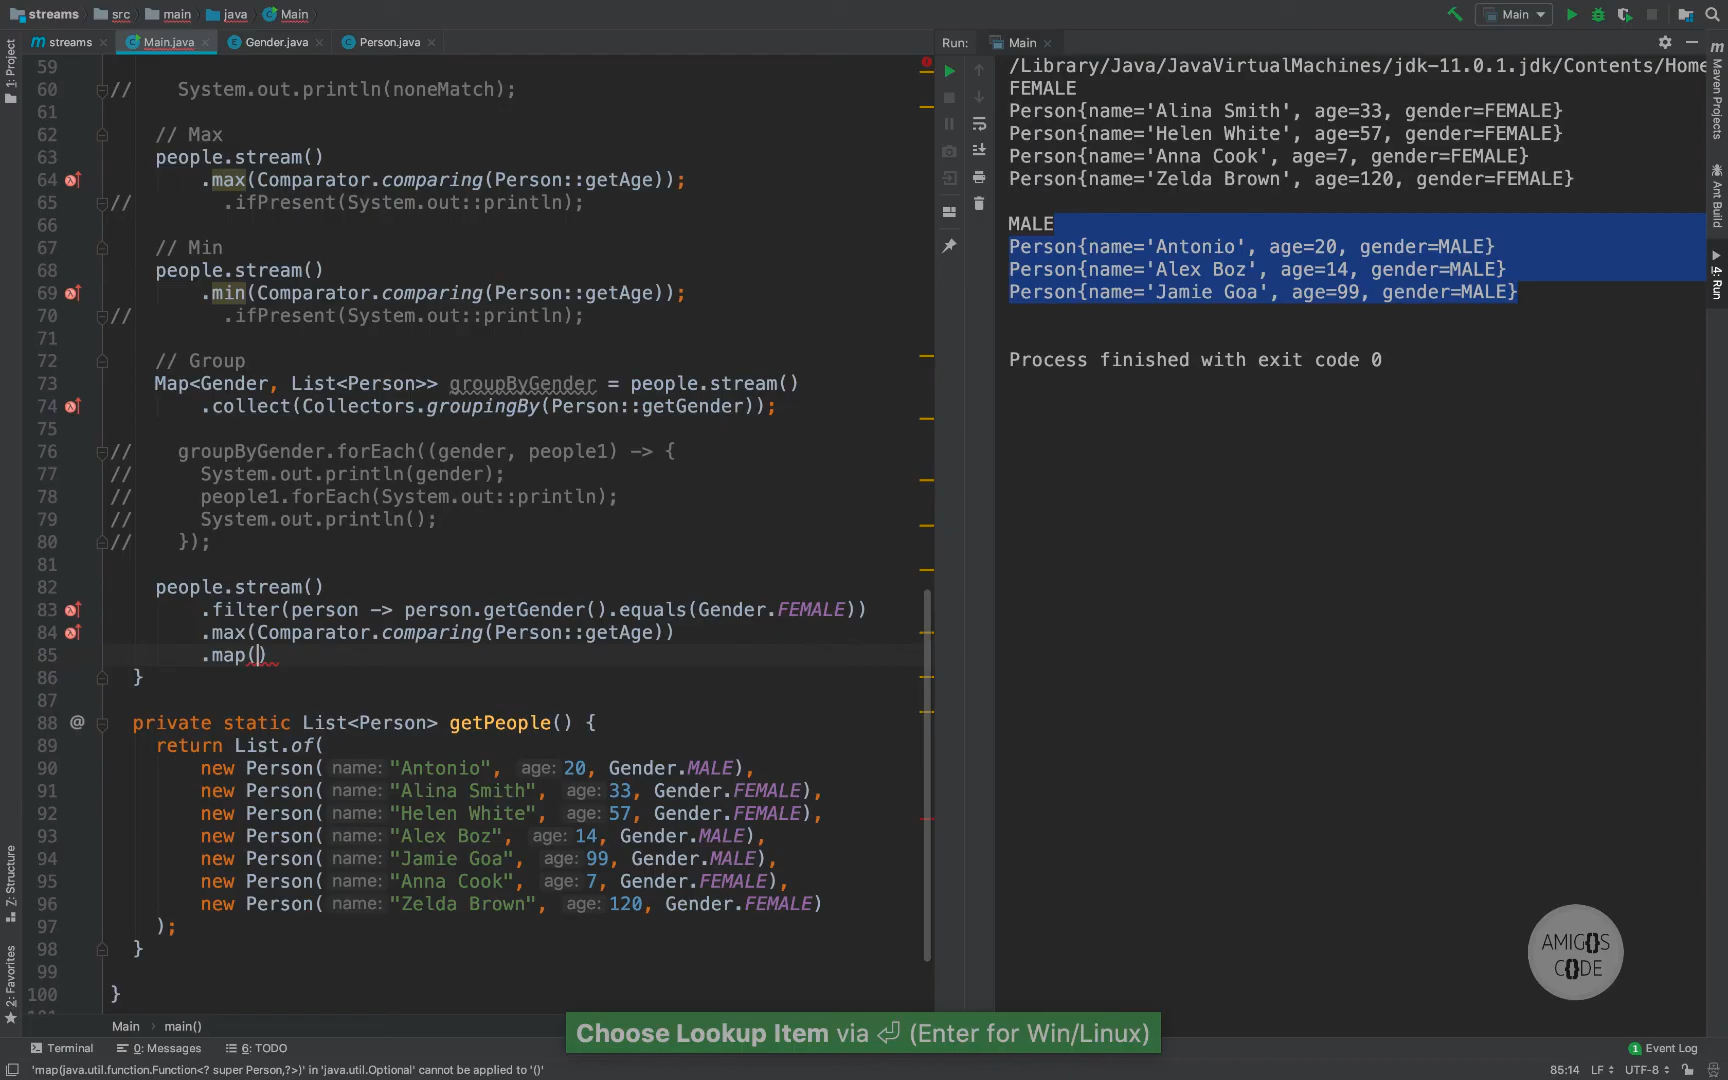 streams src main java Main
Main
streams Main.java Gender.java Person.java
Run: Main
1: Project
59
60 // System.out.println(noneMatch);
61
62 // Max
63 people.stream()
64 .max(Comparator.comparing(Person::getAge));
65 // .ifPresent(System.out::println);
66
67 // Min
68 people.stream()
69 .min(Comparator.comparing(Person::getAge));
70 // .ifPresent(System.out::println);
71
72 // Group
73 Map<Gender, List<Person>> groupByGender = people.stream()
74 .collect(Collectors.groupingBy(Person::getGender));
75
76 // groupByGender.forEach((gender, people1) -> {
77 // System.out.println(gender);
78 // people1.forEach(System.out::println);
79 // System.out.println();
80 // });
81
82 people.stream()
83 .filter(person -> person.getGender().equals(Gender.FEMALE))
84 .max(Comparator.comparing(Person::getAge))
85 .map()
86 }
87
88 @ private static List<Person> getPeople() {
89 return List.of(
90 new Person( name: "Antonio", age: 20, Gender.MALE),
91 new Person( name: "Alina Smith", age: 33, Gender.FEMALE),
92 new Person( name: "Helen White", age: 57, Gender.FEMALE),
93 new Person( name: "Alex Boz", age: 14, Gender.MALE),
94 new Person( name: "Jamie Goa", age: 99, Gender.MALE),
95 new Person( name: "Anna Cook", age: 7, Gender.FEMALE),
96 new Person( name: "Zelda Brown", age: 120, Gender.FEMALE)
97 );
98 }
99
100 }
Main main()
/Library/Java/JavaVirtualMachines/jdk-11.0.1.jdk/Contents/Home
FEMALE
Person{name='Alina Smith', age=33, gender=FEMALE}
Person{name='Helen White', age=57, gender=FEMALE}
Person{name='Anna Cook', age=7, gender=FEMALE}
Person{name='Zelda Brown', age=120, gender=FEMALE}
MALE
Person{name='Antonio', age=20, gender=MALE}
Person{name='Alex Boz', age=14, gender=MALE}
Person{name='Jamie Goa', age=99, gender=MALE}
Process finished with exit code 0
m
Maven Projects
Ant Build
4: Run
Z: Structure
2: Favorites
AMIG{}S
C{}DE
Choose Lookup Item via ⏎ (Enter for Win/Linux)
Terminal 0: Messages 6: TODO
1 Event Log
'map(java.util.function.Function<? super Person,?>)' in 'java.util.Optional' cannot be applied to '()'
85:14 LF UTF-8